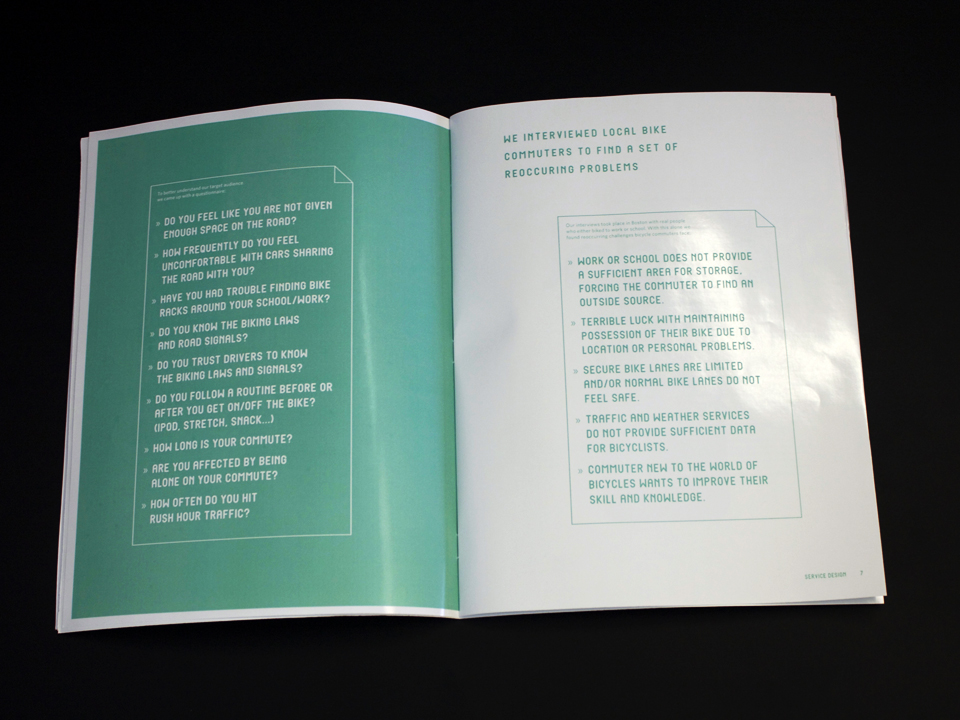 To better understand our target audience
we came up with a questionnaire.
» DO YOU FEEL LIKE YOU ARE NOT GIVEN
ENOUGH SPACE ON THE ROAD?
» HOW FREQUENTLY DO YOU FEEL
UNCOMFORTABLE WITH CARS SHARING
THE ROAD WITH YOU?
» HAVE YOU HAD TROUBLE FINDING BIKE
RACKS AROUND YOUR SCHOOL/WORK?
» DO YOU KNOW THE BIKING LAWS
AND ROAD SIGNALS?
» DO YOU TRUST DRIVERS TO KNOW
THE BIKING LAWS AND SIGNALS?
» DO YOU FOLLOW A ROUTINE BEFORE OR
AFTER YOU GET ON/OFF THE BIKE?
(IPOD, STRETCH, SNACK...)
» HOW LONG IS YOUR COMMUTE?
» ARE YOU AFFECTED BY BEING
ALONE ON YOUR COMMUTE?
» HOW OFTEN DO YOU HIT
RUSH HOUR TRAFFIC?
WE INTERVIEWED LOCAL BIKE
COMMUTERS TO FIND A SET OF
REOCCURING PROBLEMS
Our interviews took place in Boston with real people
who either biked to work or school. With this study we
found reoccurring challenges bicycle commuters face.
» WORK OR SCHOOL DOES NOT PROVIDE
A SUFFICIENT AREA FOR STORAGE,
FORCING THE COMMUTER TO FIND AN
OUTSIDE SOURCE.
» TERRIBLE LUCK WITH MAINTAINING
POSSESSION OF THEIR BIKE DUE TO
LOCATION OR PERSONAL PROBLEMS.
» SECURE BIKE LANES ARE LIMITED
AND/OR NORMAL BIKE LANES DO NOT
FEEL SAFE.
» TRAFFIC AND WEATHER SERVICES
DO NOT PROVIDE SUFFICIENT DATA
FOR BICYCLISTS.
» COMMUTER NEW TO THE WORLD OF
BICYCLES WANTS TO IMPROVE THEIR
SKILL AND KNOWLEDGE.
SERVICE DESIGN 7